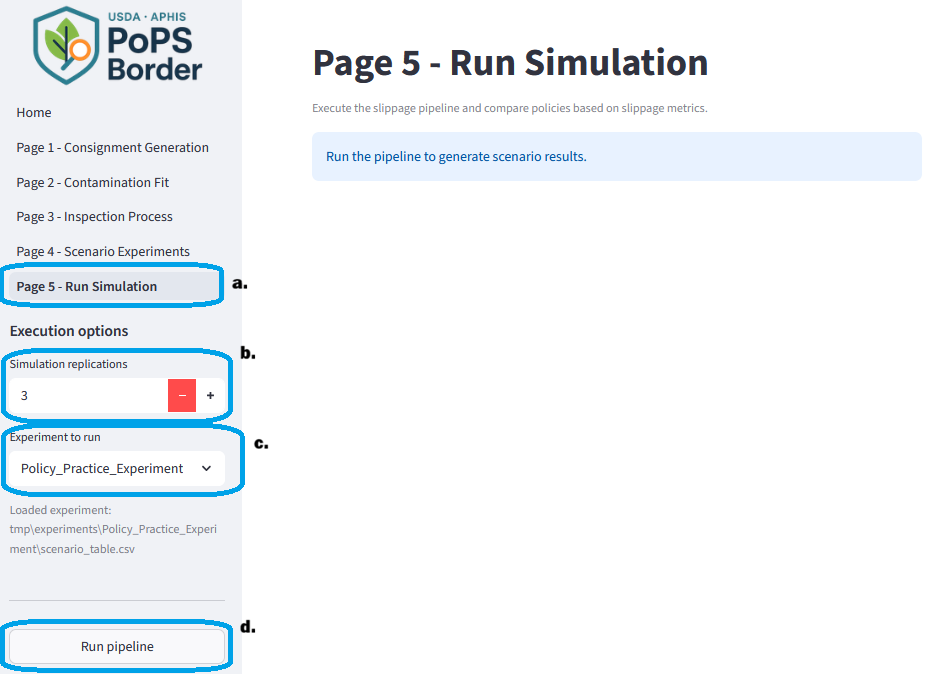 USDA · APHIS
PoPS
Border
Home
Page 1 - Consignment Generation
Page 2 - Contamination Fit
Page 3 - Inspection Process
Page 4 - Scenario Experiments
Page 5 - Run Simulation
a.
Execution options
b.
Simulation replications
3 − +
Experiment to run
c.
Policy_Practice_Experiment
Loaded experiment:
tmp\experiments\Policy_Practice_Experi
ment\scenario_table.csv
d.
Run pipeline
Page 5 - Run Simulation
Execute the slippage pipeline and compare policies based on slippage metrics.
Run the pipeline to generate scenario results.